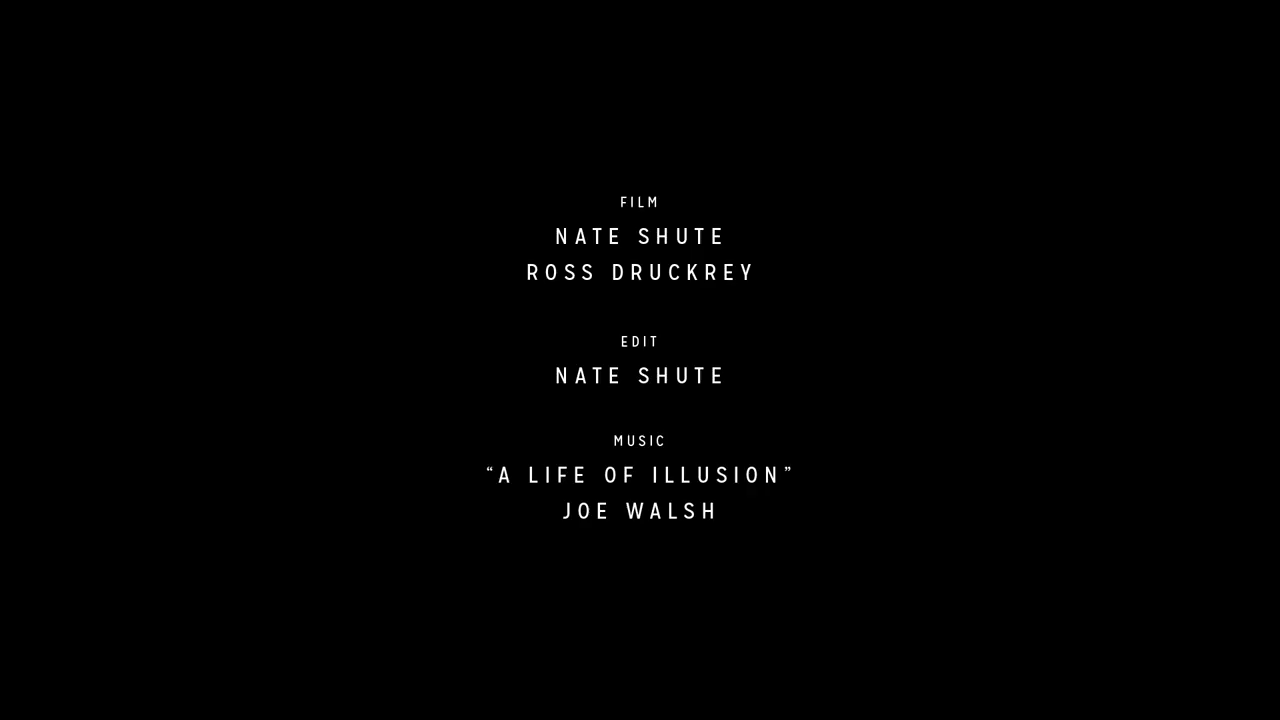 FILM
NATE SHUTE
ROSS DRUCKREY
EDIT
NATE SHUTE
MUSIC
“A LIFE OF ILLUSION”
JOE WALSH